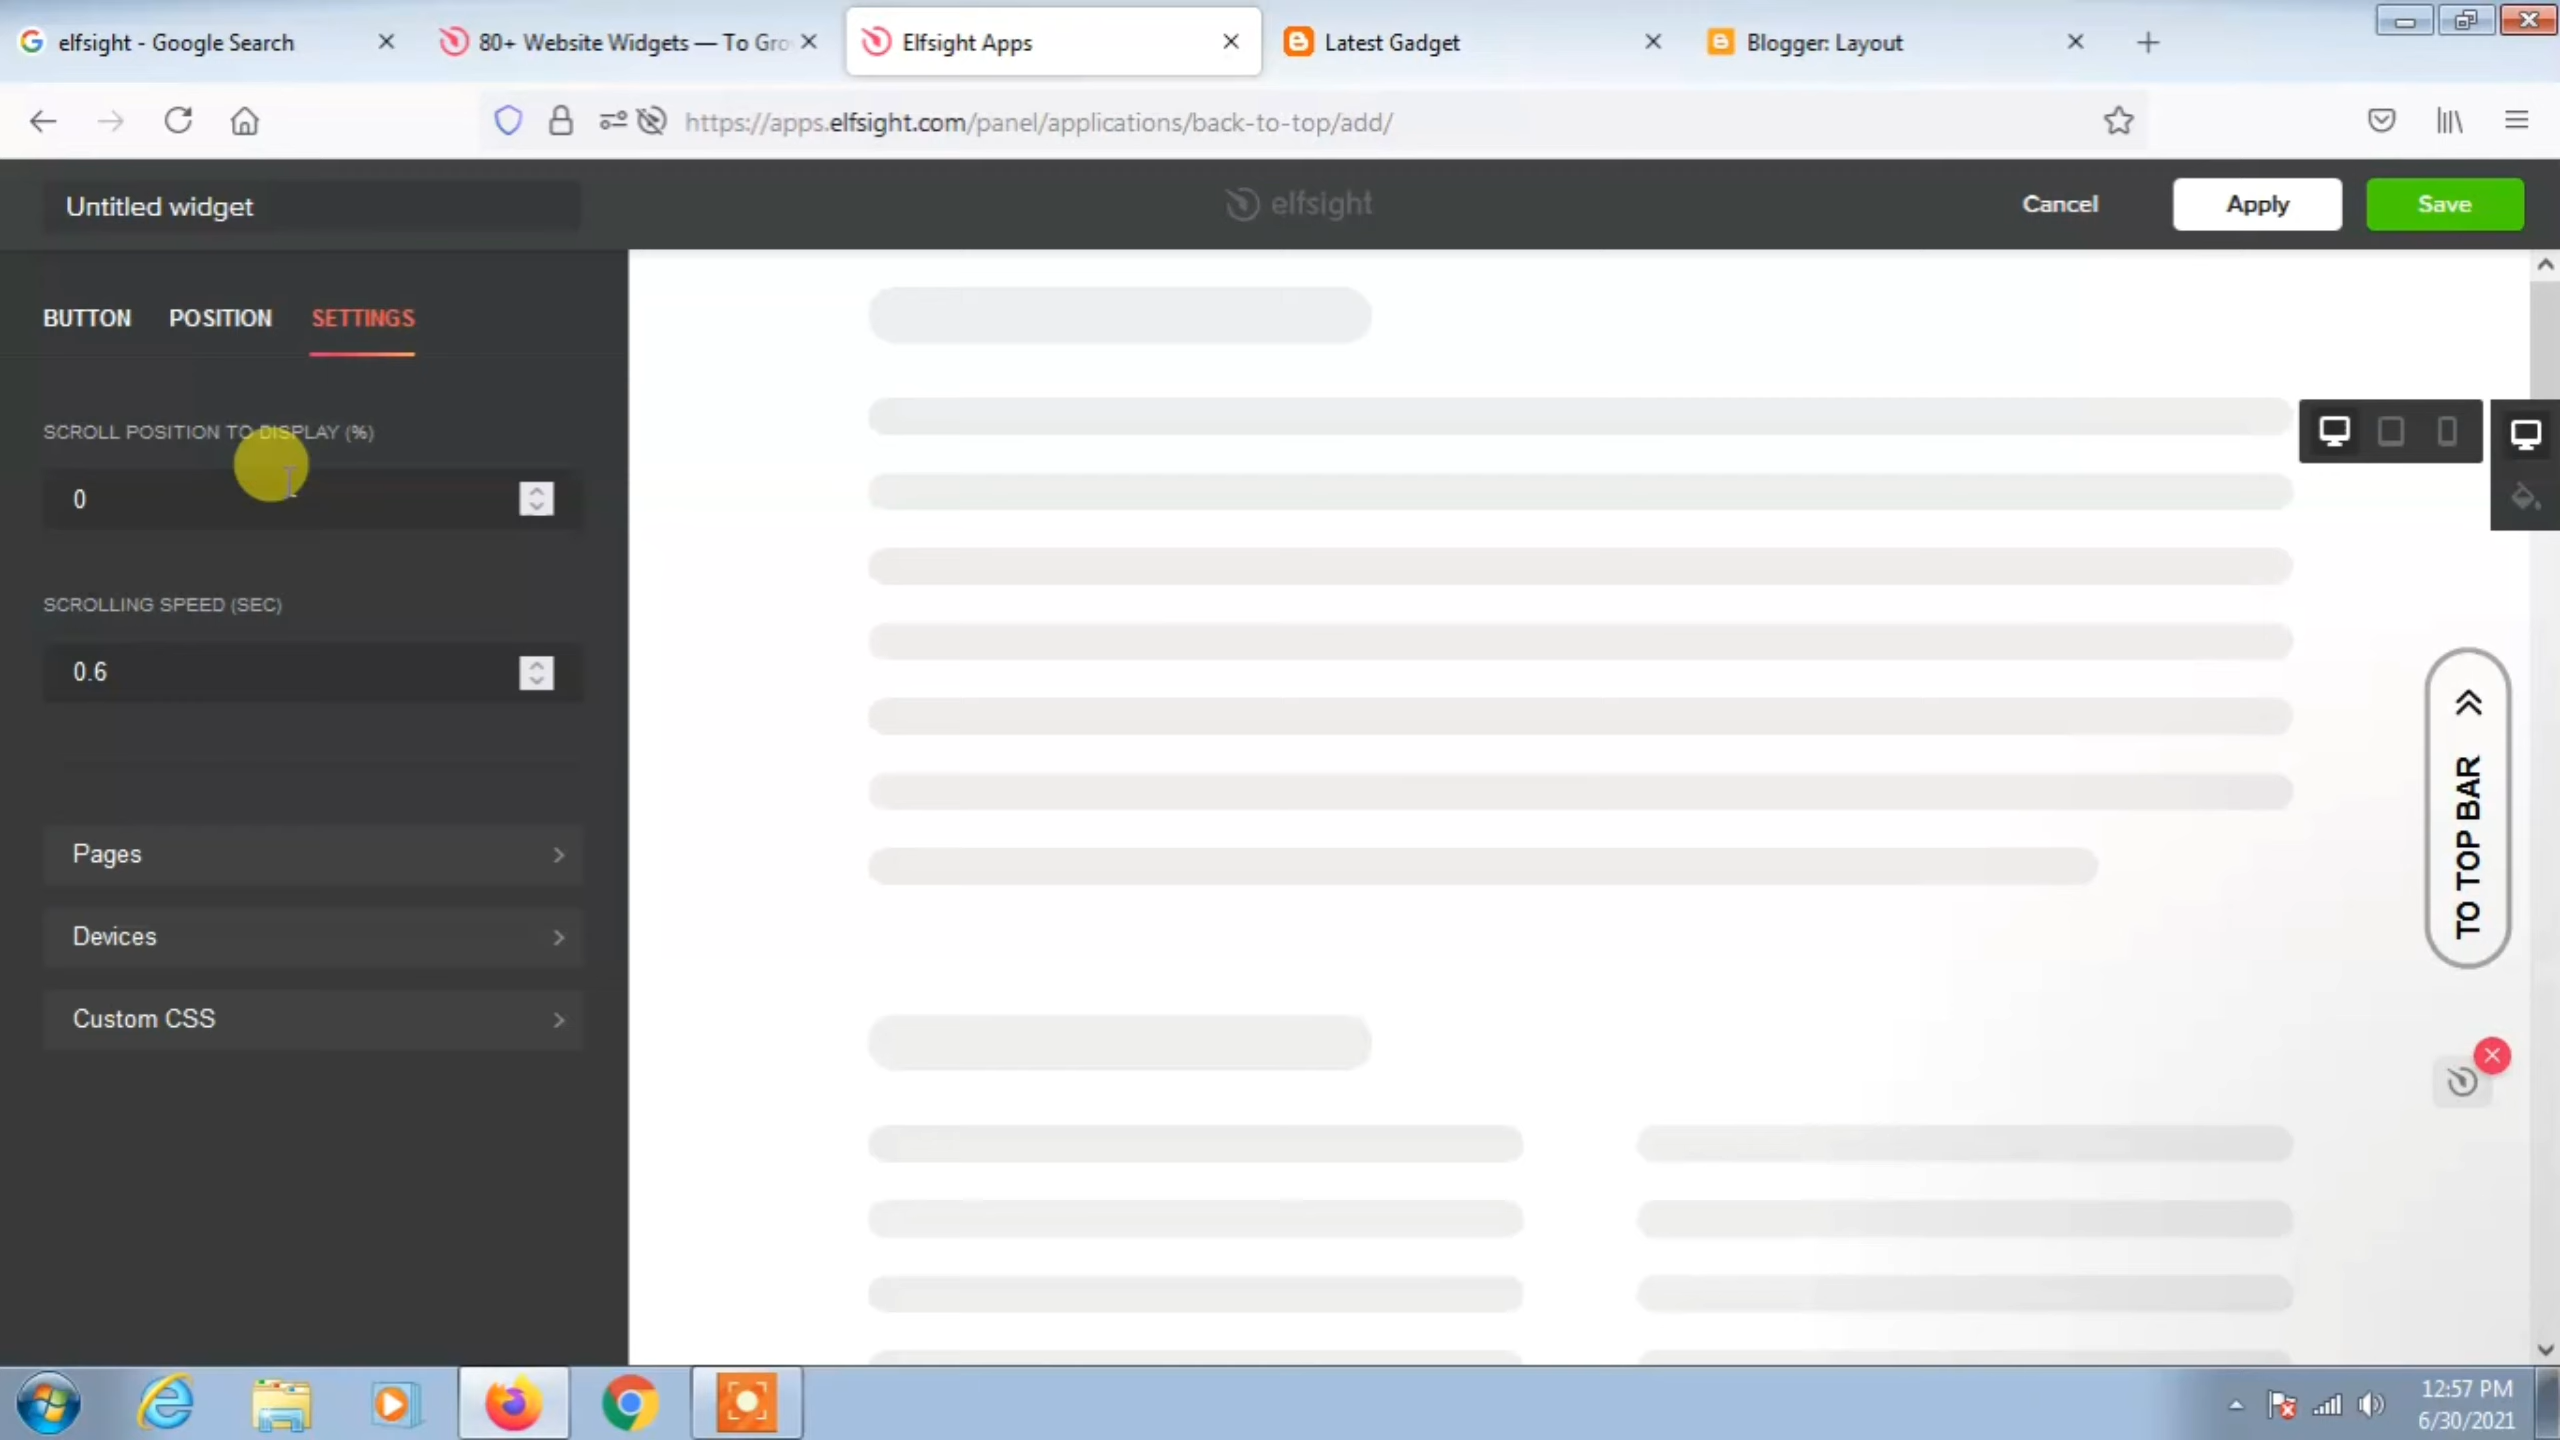 elfsight - Google Search
80+ Website Widgets — To Gro
Elfsight Apps
Latest Gadget
Blogger: Layout
https://apps.elfsight.com/panel/applications/back-to-top/add/
Untitled widget
elfsight
Cancel
Apply
Save
BUTTON
POSITION
SETTINGS
SCROLL POSITION TO DISPLAY (%)
0
SCROLLING SPEED (SEC)
0.6
Pages
Devices
Custom CSS
TO TOP BAR
12:57 PM
6/30/2021